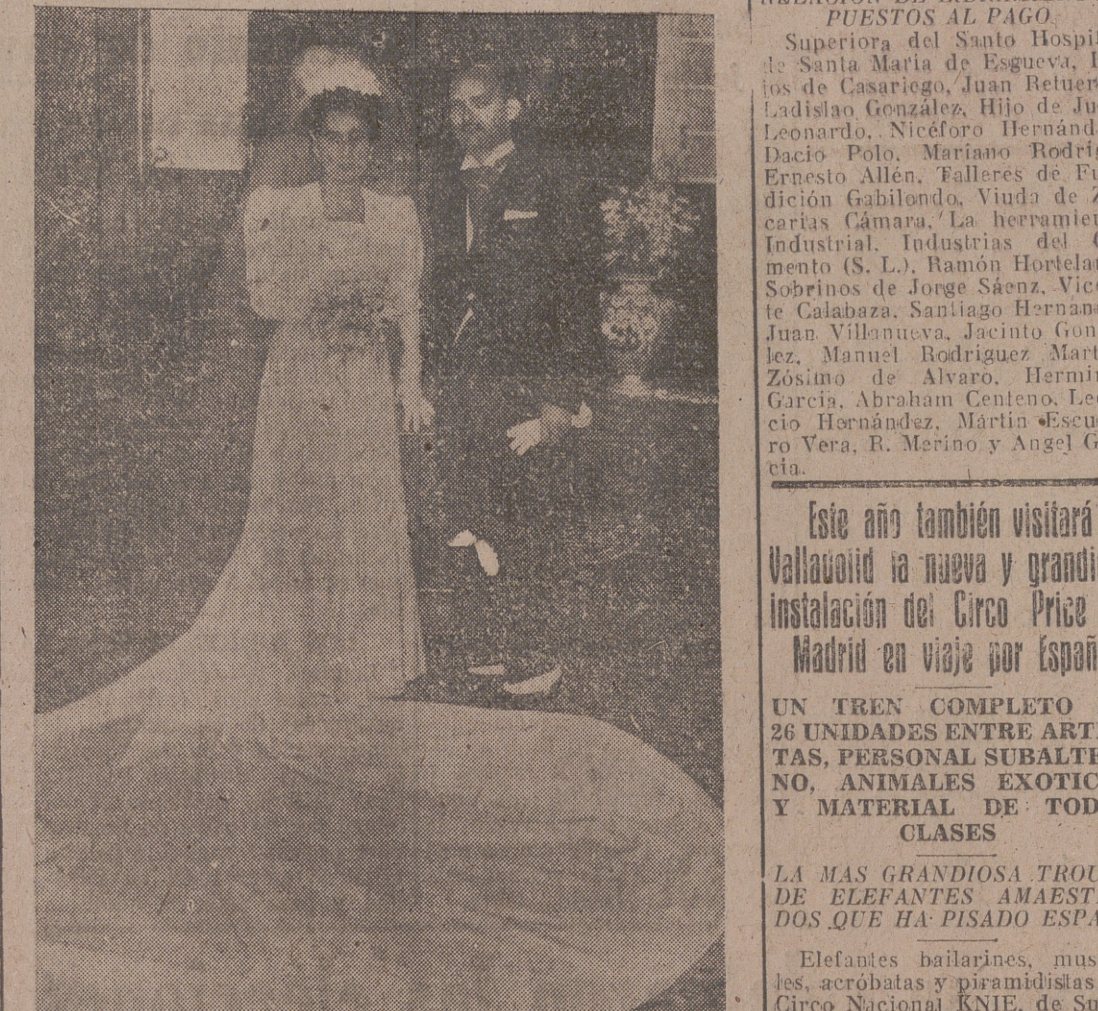 PUESTOS AL PAGO
Superiora del Santo Hospit
de Santa María de Esgueva, H
jos de Casariego, Juan Retuer
Ladislao González, Hijo de Ju
Leonardo, Nicéforo Hernánd
Dacio Polo, Mariano Rodríg
Ernesto Allén, Talleres de Fu
dición Gabilondo, Viuda de Z
carías Cámara, La herramien
Industrial, Industrias del C
mento (S. L.), Ramón Hortela
Sobrinos de Jorge Sáenz, Vice
te Calabaza, Santiago Hernan
Juan Villanueva, Jacinto Gon
lez, Manuel Rodríguez Mart
Zósimo de Alvaro, Hermin
García, Abraham Centeno, Le
cio Hernández, Martín Escu
ro Vera, R. Merino y Angel G
cía.
Este año también visitará
Valladolid la nueva y grandi
instalación del Circo Price
Madrid en viaje por Españ
UN TREN COMPLETO
26 UNIDADES ENTRE ARTI
TAS, PERSONAL SUBALTE
NO, ANIMALES EXOTIC
Y MATERIAL DE TOD
CLASES
LA MAS GRANDIOSA TROU
DE ELEFANTES AMAEST
DOS QUE HA PISADO ESPA
Elefantes bailarines, mus
les, acróbatas y piramidistas
Circo Nacional KNIE, de Su